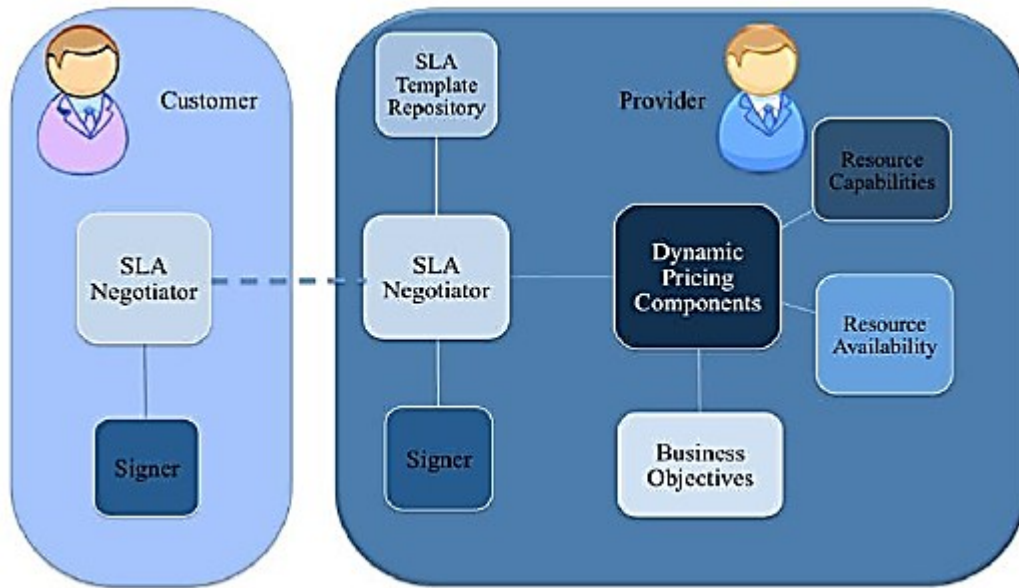 Customer
SLA
Negotiator
Signer
SLA
Template
Repository
Provider
Resource
Capabilities
SLA
Negotiator
Dynamic
Pricing
Components
Resource
Availability
Signer
Business
Objectives